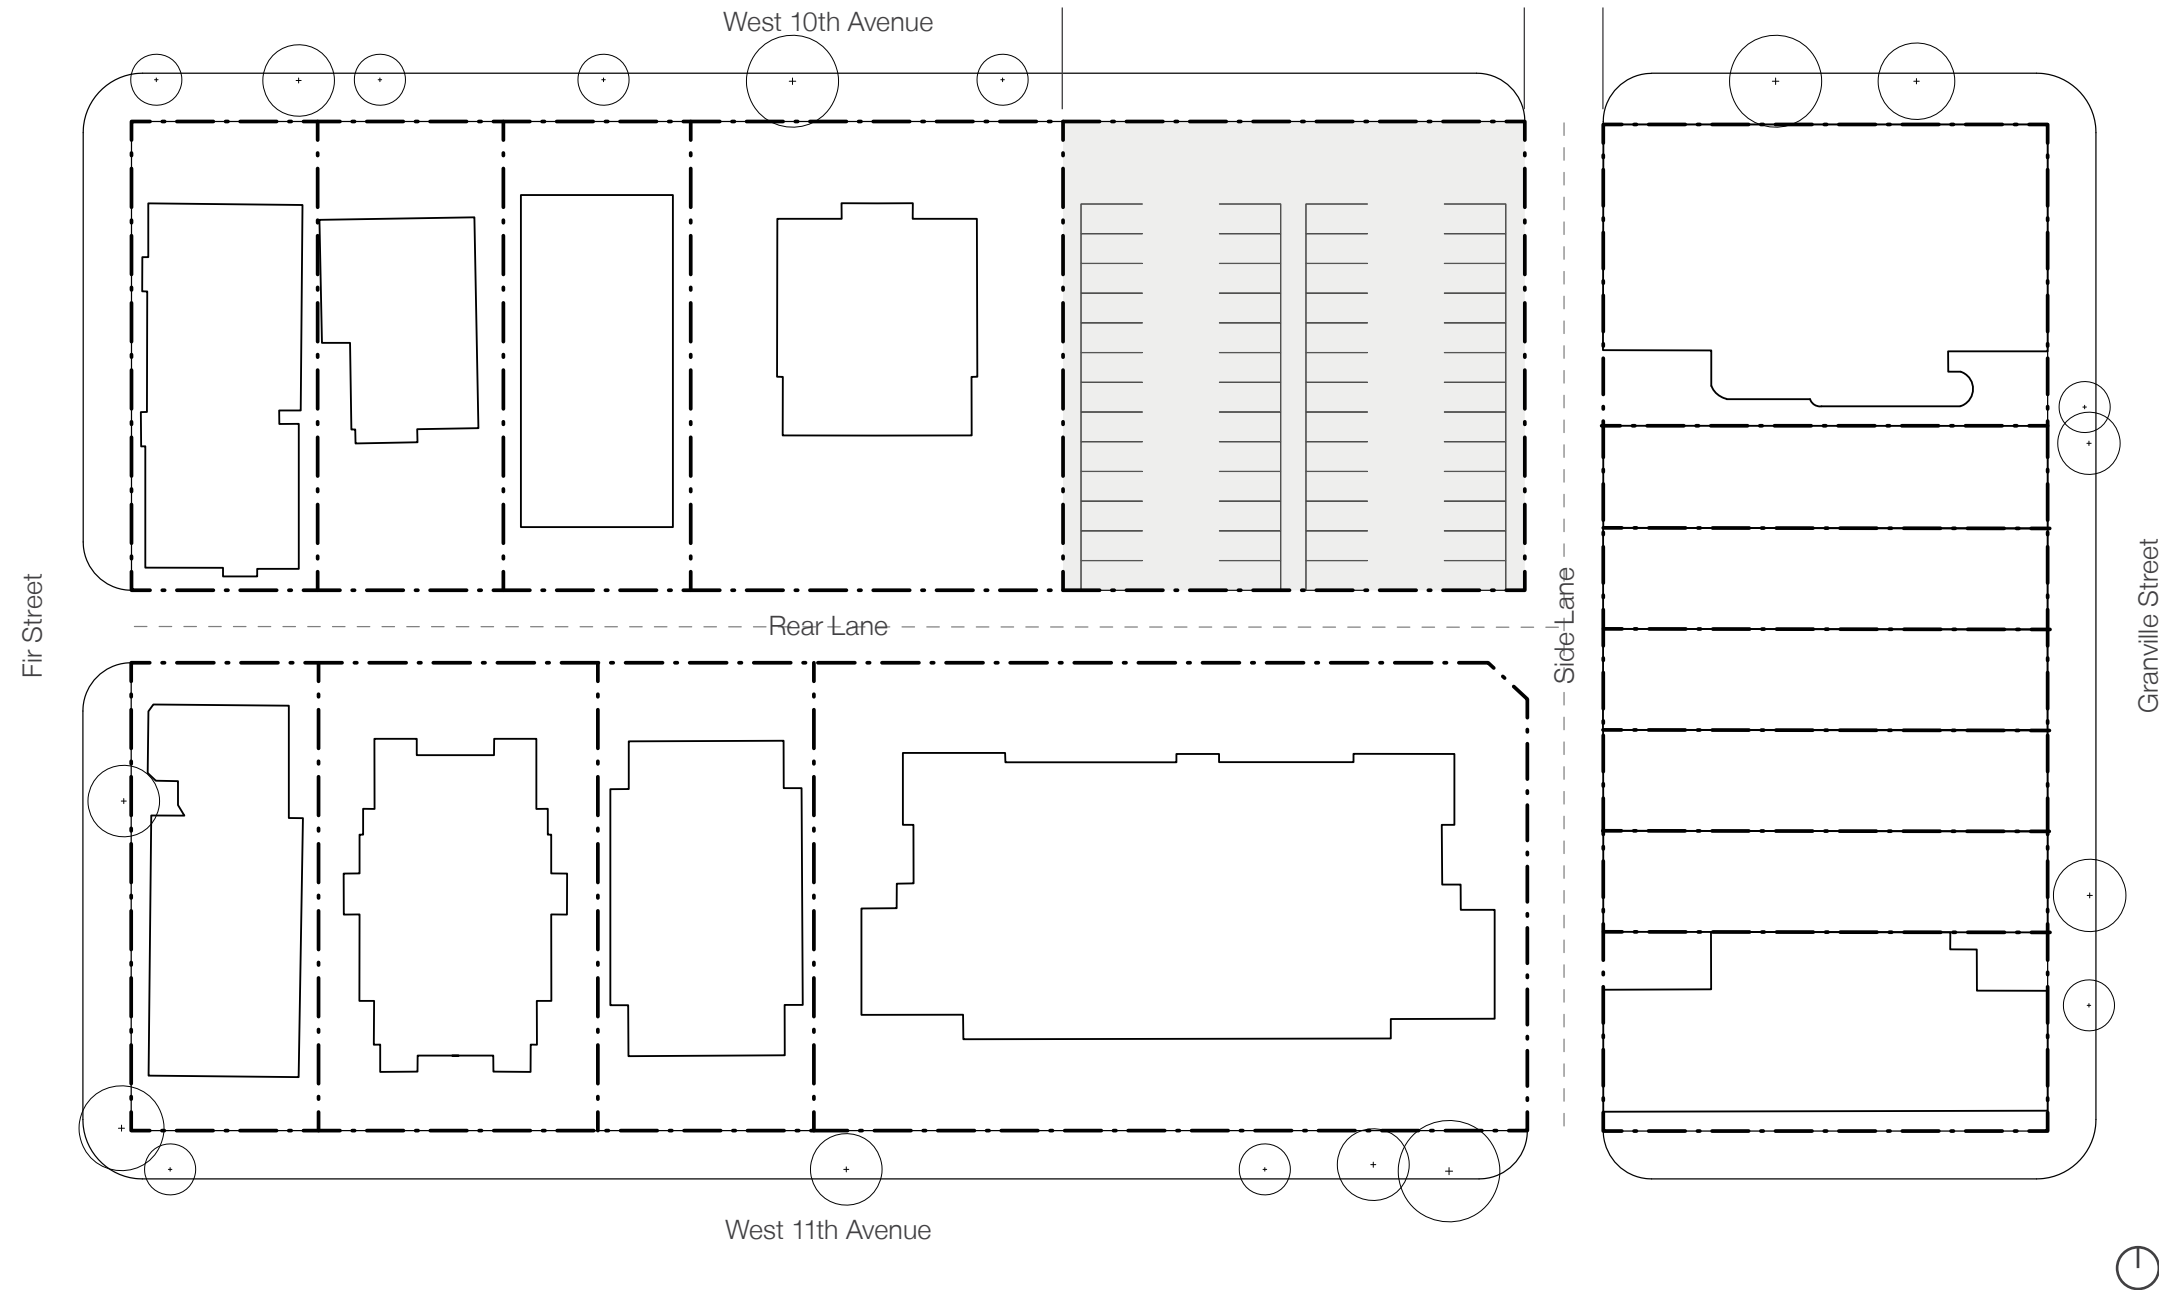 West 10th Avenue
Fir Street
Rear Lane
Side Lane
Granville Street
West 11th Avenue